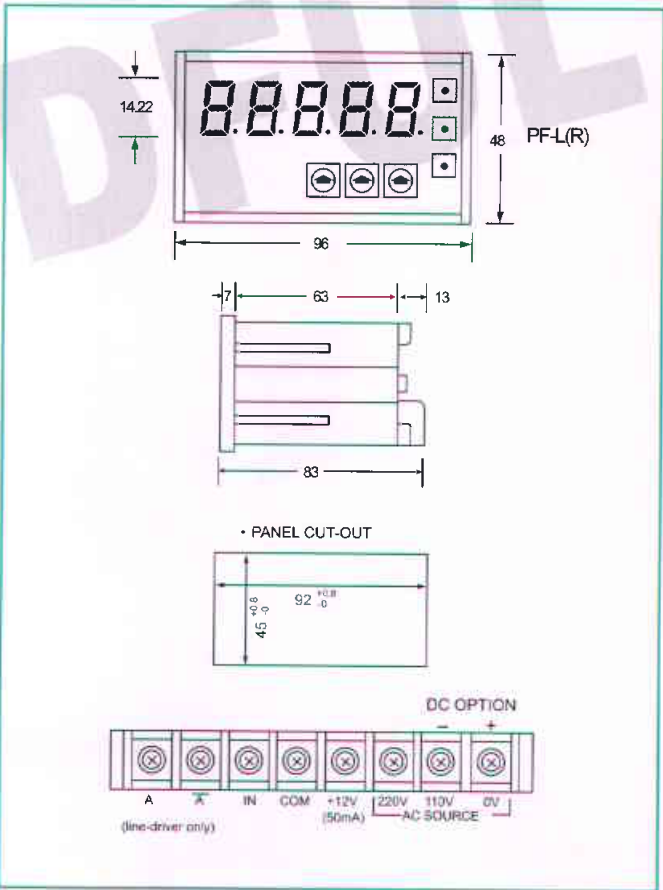 DFUL
14.22
88888
48 PF-L(R)
96
7 63 13
83
• PANEL CUT-OUT
92 +0.8 -0
45 +0.8 -0
DC OPTION
− +
A A̅ IN COM +12V 220V 110V 0V
(line-driver only) (50mA) AC SOURCE